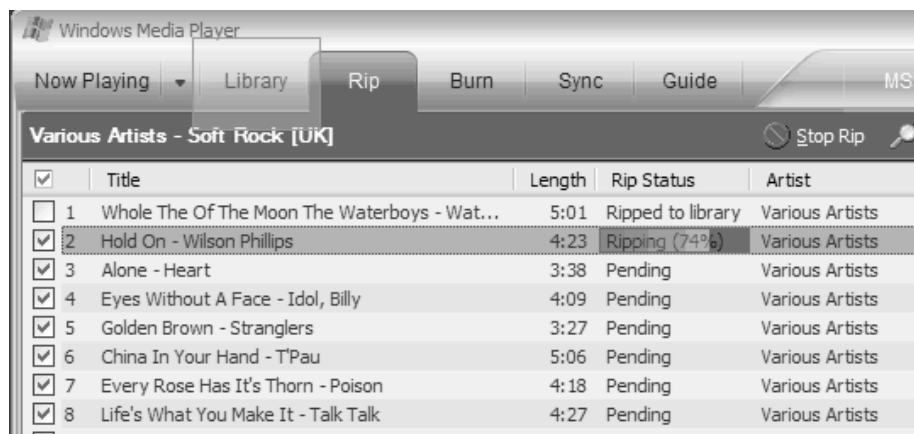 Windows Media Player
Now Playing Library Rip Burn Sync Guide MS
Various Artists - Soft Rock [UK] Stop Rip
Title Length Rip Status Artist
1 Whole The Of The Moon The Waterboys - Wat... 5:01 Ripped to library Various Artists
2 Hold On - Wilson Phillips 4:23 Ripping (74%) Various Artists
3 Alone - Heart 3:38 Pending Various Artists
4 Eyes Without A Face - Idol, Billy 4:09 Pending Various Artists
5 Golden Brown - Stranglers 3:27 Pending Various Artists
6 China In Your Hand - T'Pau 5:06 Pending Various Artists
7 Every Rose Has It's Thorn - Poison 4:18 Pending Various Artists
8 Life's What You Make It - Talk Talk 4:27 Pending Various Artists